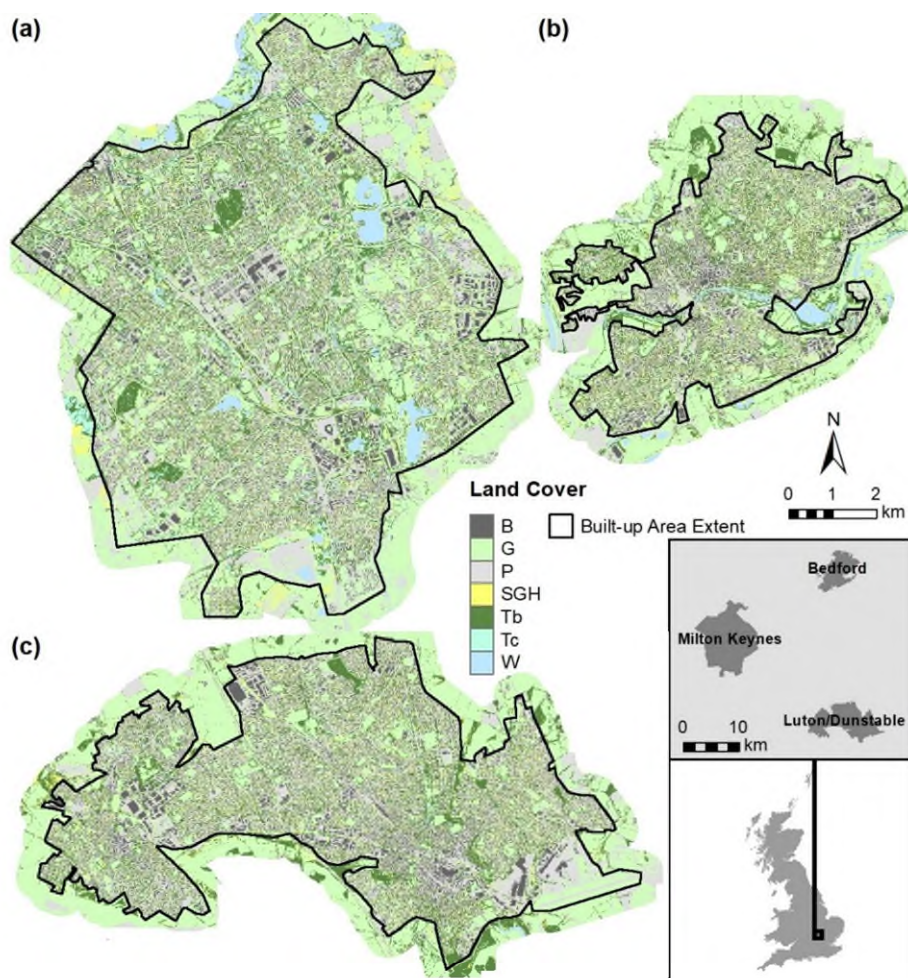 (a)
(b)
N
0 1 2
km
Land Cover
B
G
P
SGH
Tb
Tc
W
Built-up Area Extent
(c)
Bedford
Milton Keynes
Luton/Dunstable
0 10
km